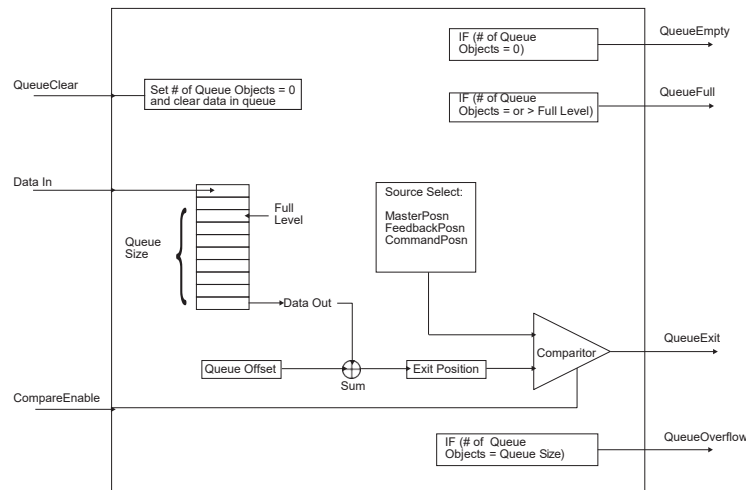 IF (# of Queue
Objects = 0)
QueueEmpty
QueueClear
Set # of Queue Objects = 0
and clear data in queue
IF (# of Queue
Objects = or > Full Level)
QueueFull
Data In
Full
Level
Queue
Size
Source Select:
MasterPosn
FeedbackPosn
CommandPosn
Data Out
Queue Offset
Sum
Exit Position
Comparitor
QueueExit
CompareEnable
IF (# of Queue
Objects = Queue Size)
QueueOverflow